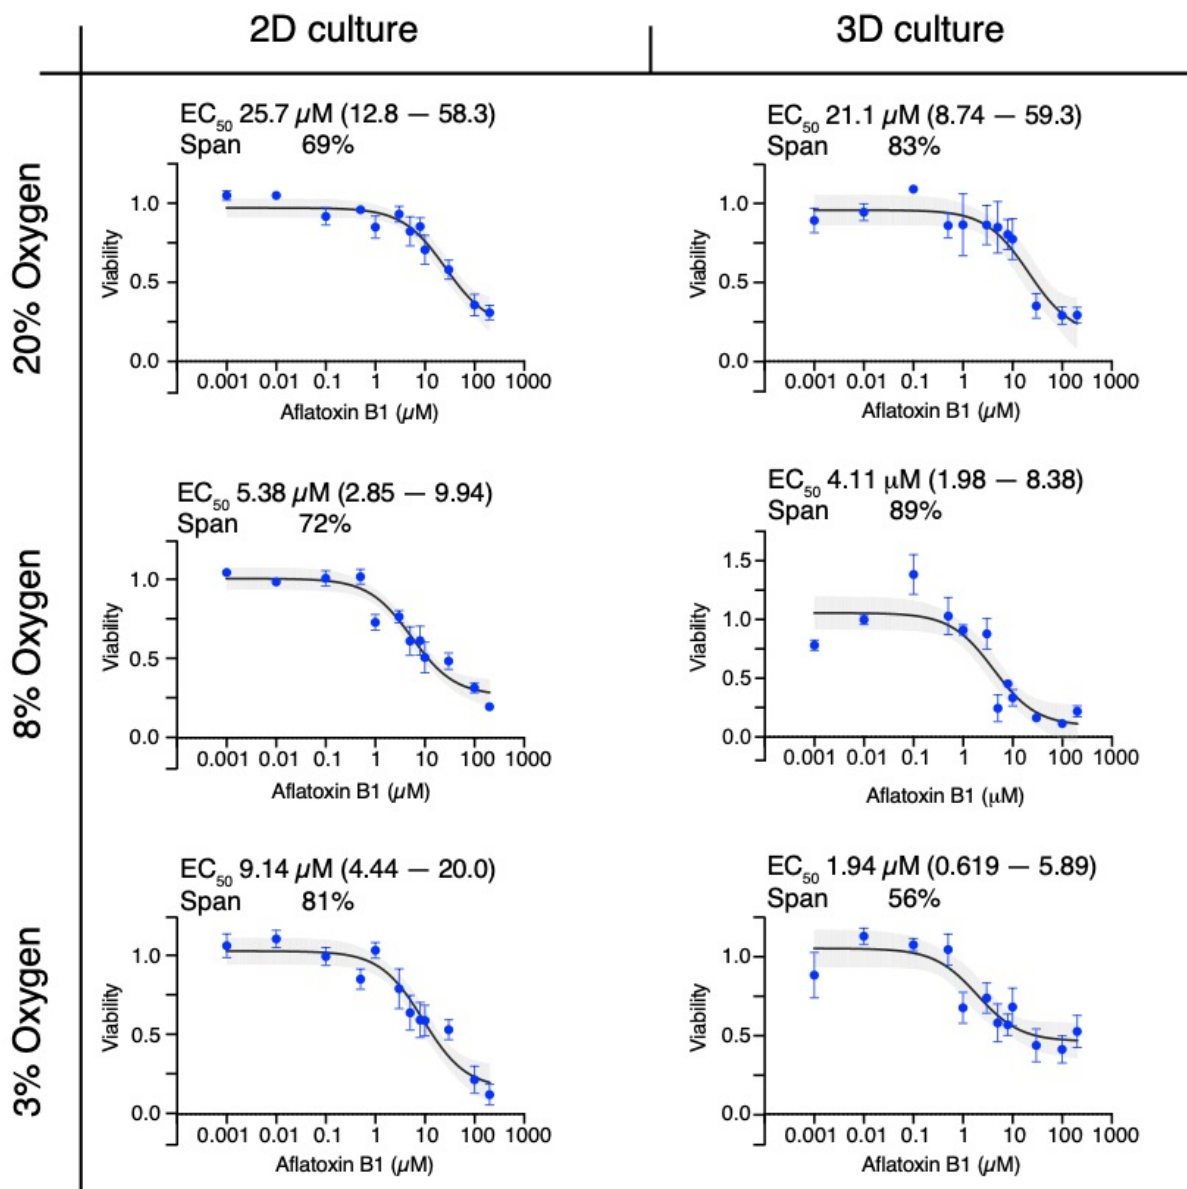 2D culture
3D culture
20% Oxygen
EC50 25.7 µM (12.8 — 58.3)
Span 69%
1.0
0.5
0.0
Viability
0.001 0.01 0.1 1 10 100 1000
Aflatoxin B1 (µM)
EC50 21.1 µM (8.74 — 59.3)
Span 83%
1.0
0.5
0.0
Viability
0.001 0.01 0.1 1 10 100 1000
Aflatoxin B1 (µM)
8% Oxygen
EC50 5.38 µM (2.85 — 9.94)
Span 72%
1.0
0.5
0.0
Viability
0.001 0.01 0.1 1 10 100 1000
Aflatoxin B1 (µM)
EC50 4.11 µM (1.98 — 8.38)
Span 89%
1.5
1.0
0.5
0.0
Viability
0.001 0.01 0.1 1 10 100 1000
Aflatoxin B1 (µM)
3% Oxygen
EC50 9.14 µM (4.44 — 20.0)
Span 81%
1.0
0.5
0.0
Viability
0.001 0.01 0.1 1 10 100 1000
Aflatoxin B1 (µM)
EC50 1.94 µM (0.619 — 5.89)
Span 56%
1.0
0.5
0.0
Viability
0.001 0.01 0.1 1 10 100 1000
Aflatoxin B1 (µM)